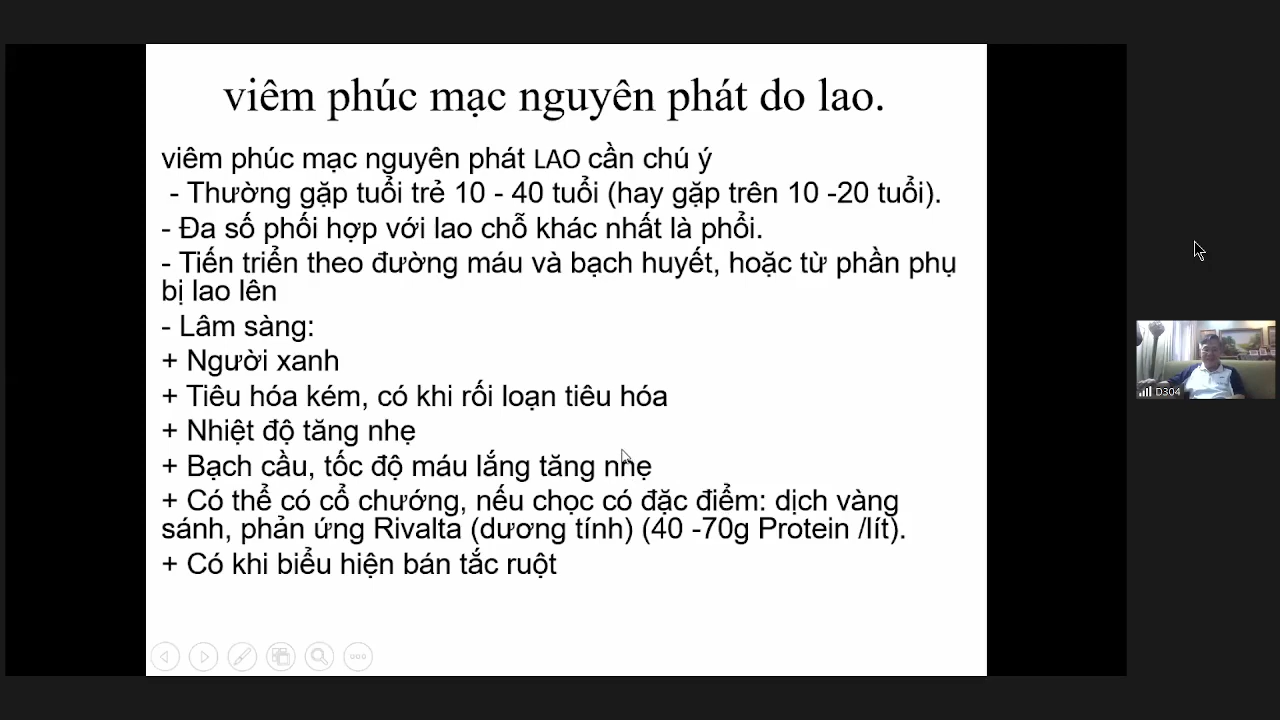 viêm phúc mạc nguyên phát do lao.
viêm phúc mạc nguyên phát LAO cần chú ý
- Thường gặp tuổi trẻ 10 - 40 tuổi (hay gặp trên 10 -20 tuổi).
- Đa số phối hợp với lao chỗ khác nhất là phổi.
- Tiến triển theo đường máu và bạch huyết, hoặc từ phần phụ
bị lao lên
- Lâm sàng:
+ Người xanh
+ Tiêu hóa kém, có khi rối loạn tiêu hóa
+ Nhiệt độ tăng nhẹ
+ Bạch cầu, tốc độ máu lắng tăng nhẹ
+ Có thể có cổ chướng, nếu chọc có đặc điểm: dịch vàng
sánh, phản ứng Rivalta (dương tính) (40 -70g Protein /lít).
+ Có khi biểu hiện bán tắc ruột
D304